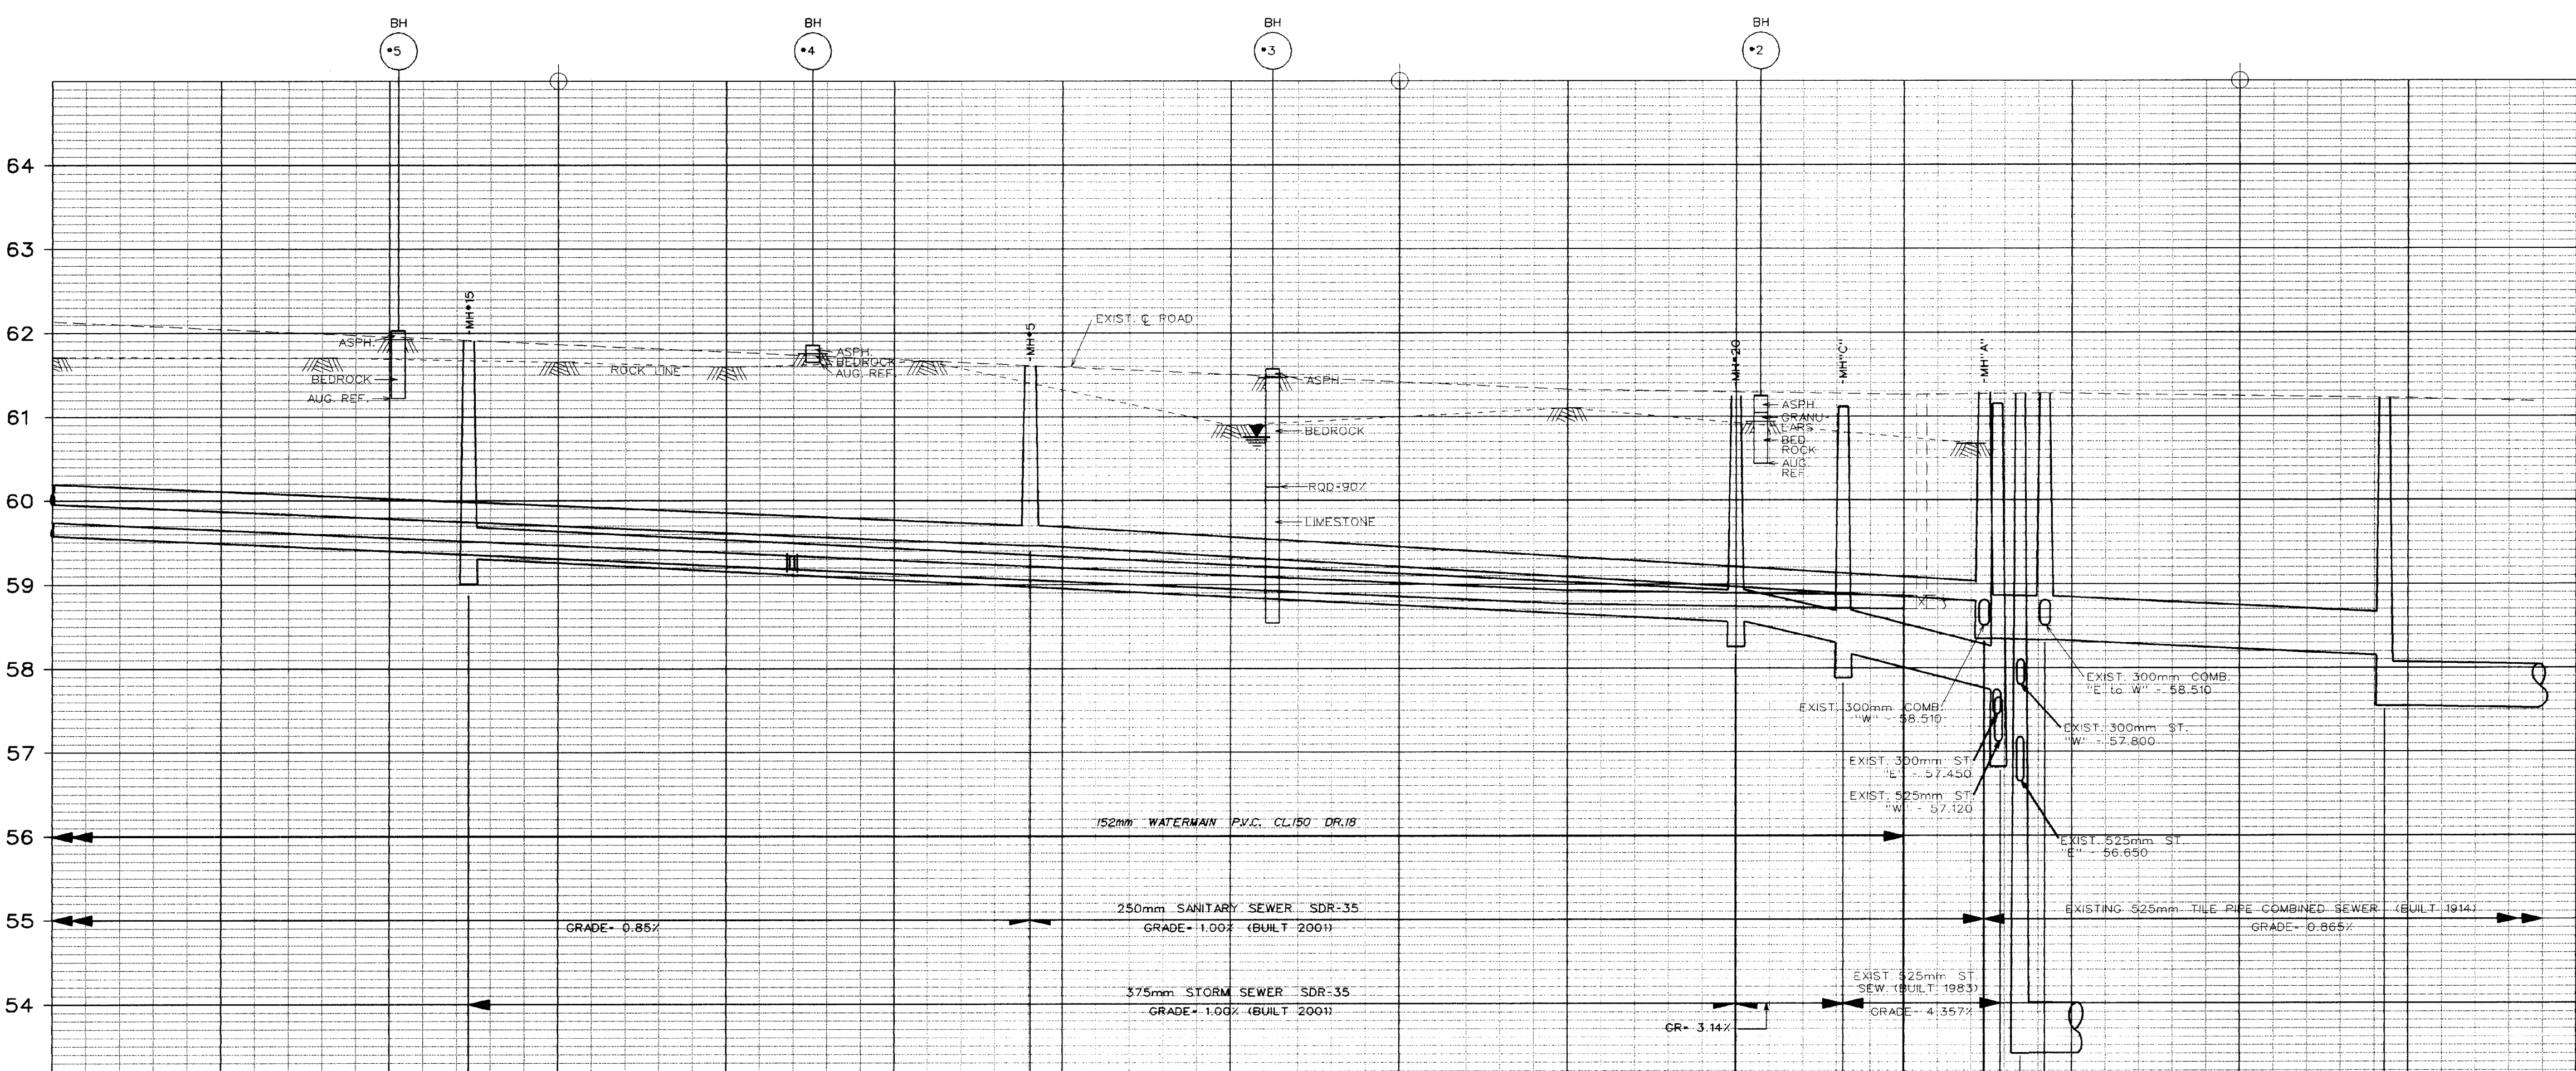 BH
•5
BH
•4
BH
•3
BH
•2
64
63
62
61
60
59
58
57
56
55
54
ASPH.
BEDROCK
AUG. REF.
MH•15
ROCK LINE
ASPH.
BEDROCK
AUG. REF.
MH•5
EXIST. ℄ ROAD
ASPH.
BEDROCK
RQD-90%
LIMESTONE
MH•20
ASPH
GRANU-
LARS
BED
ROCK
AUG.
REF
MH"C"
MH"A"
EXIST. 300mm COMB.
"W" - 58.510
EXIST. 300mm ST.
"E" - 57.450
EXIST. 525mm ST.
"W" - 57.120
EXIST. 300mm COMB.
"E to W" - 58.510
EXIST. 300mm ST.
"W" - 57.800
EXIST. 525mm ST.
"E" - 56.650
152mm WATERMAIN P.V.C. CL.150 DR.18
GRADE- 0.85%
250mm SANITARY SEWER SDR-35
GRADE- 1.00% (BUILT 2001)
EXISTING 525mm TILE PIPE COMBINED SEWER (BUILT 1914)
GRADE- 0.865%
375mm STORM SEWER SDR-35
GRADE- 1.00% (BUILT 2001)
GR- 3.14%
EXIST. 525mm ST.
SEW. (BUILT 1983)
GRADE- 4.357%